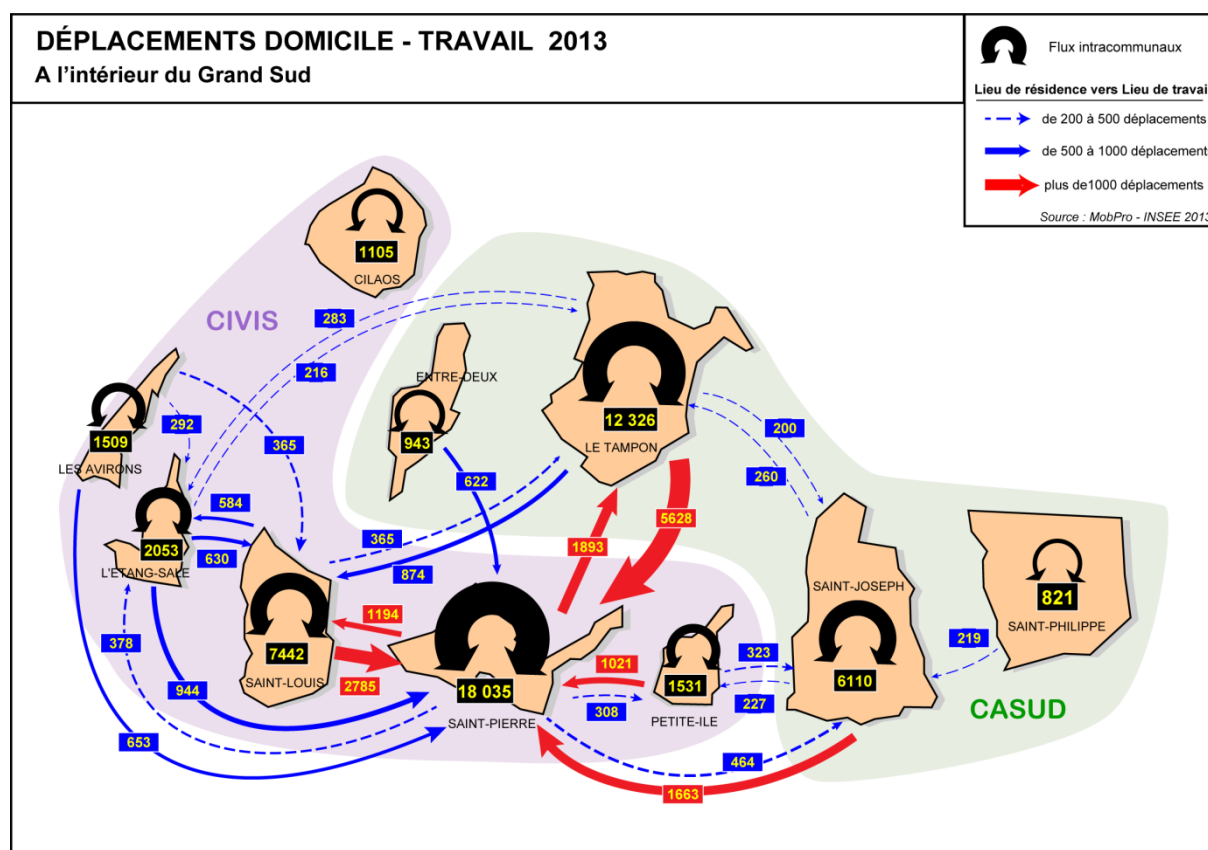 DÉPLACEMENTS DOMICILE - TRAVAIL 2013
A l'intérieur du Grand Sud
Flux intracommunaux
Lieu de résidence vers Lieu de travai
de 200 à 500 déplacements
de 500 à 1000 déplacements
plus de1000 déplacements
Source : MobPro - INSEE 2013
1105
CILAOS
CIVIS
283
216
ENTRE-DEUX
943
12 326
LE TAMPON
1509
LES AVIRONS
292
365
200
260
622
584
2053
630
L'ETANG-SALE
365
874
5628
1893
SAINT-JOSEPH
6110
821
SAINT-PHILIPPE
219
1194
7442
SAINT-LOUIS
2785
378
944
653
18 035
SAINT-PIERRE
1021
308
1531
PETITE-ILE
323
227
CASUD
464
1663